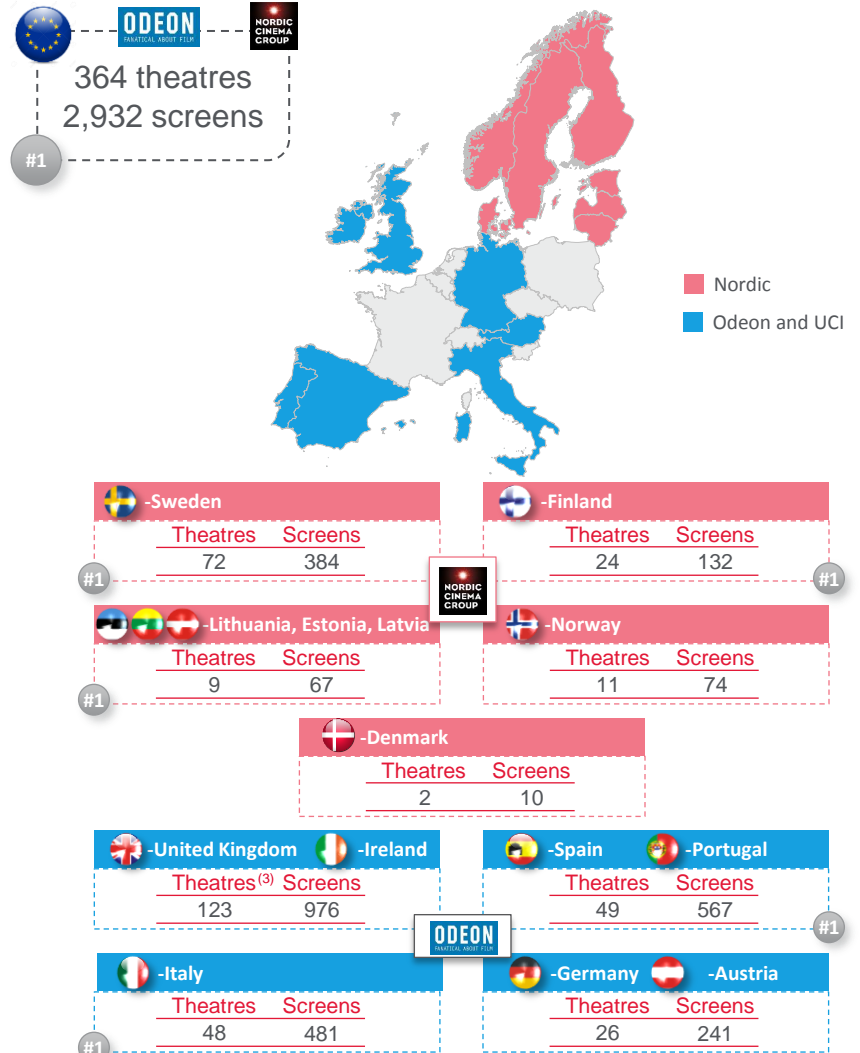 ODEON
FANATICAL ABOUT FILM
NORDIC
CINEMA
GROUP
364 theatres
2,932 screens
#1
Nordic
Odeon and UCI
-Sweden
Theatres Screens
72 384
#1
-Finland
Theatres Screens
24 132
#1
NORDIC
CINEMA
GROUP
-Lithuania, Estonia, Latvia
Theatres Screens
9 67
#1
-Norway
Theatres Screens
11 74
-Denmark
Theatres Screens
2 10
-United Kingdom -Ireland
Theatres(3) Screens
123 976
-Spain -Portugal
Theatres Screens
49 567
#1
ODEON
FANATICAL ABOUT FILM
-Italy
Theatres Screens
48 481
#1
-Germany -Austria
Theatres Screens
26 241